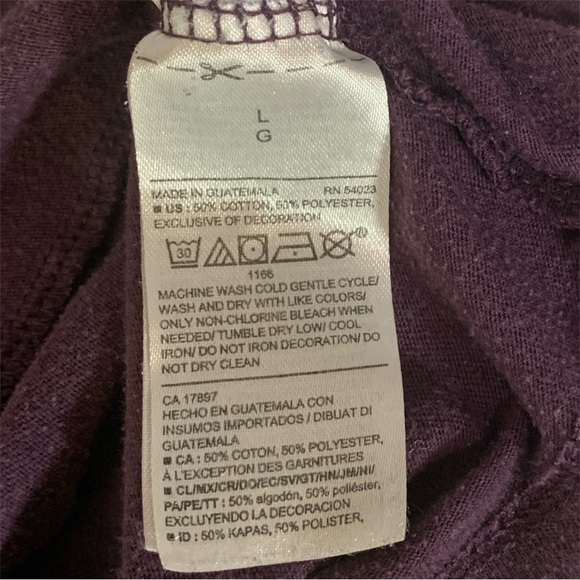 L
G
MADE IN GUATEMALA RN 54023
■ US : 50% COTTON, 50% POLYESTER,
EXCLUSIVE OF DECORATION
30 ®
1166
MACHINE WASH COLD GENTLE CYCLE/
WASH AND DRY WITH LIKE COLORS/
ONLY NON-CHLORINE BLEACH WHEN
NEEDED/ TUMBLE DRY LOW/ COOL
IRON/ DO NOT IRON DECORATION/ DO
NOT DRY CLEAN
CA 17897
HECHO EN GUATEMALA CON
INSUMOS IMPORTADOS / DIBUAT DI
GUATEMALA
■ CA : 50% COTON, 50% POLYESTER,
À L'EXCEPTION DES GARNITURES
■ CL/MX/CR/DO/EC/SV/GT/HN/JM/NI/
PA/PE/TT : 50% algodón, 50% poliéster,
EXCLUYENDO LA DECORACION
■ ID : 50% KAPAS, 50% POLISTER,